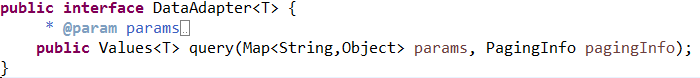 public interface DataAdapter<T> {
* @param params
public Values<T> query(Map<String,Object> params, PagingInfo pagingInfo);
}